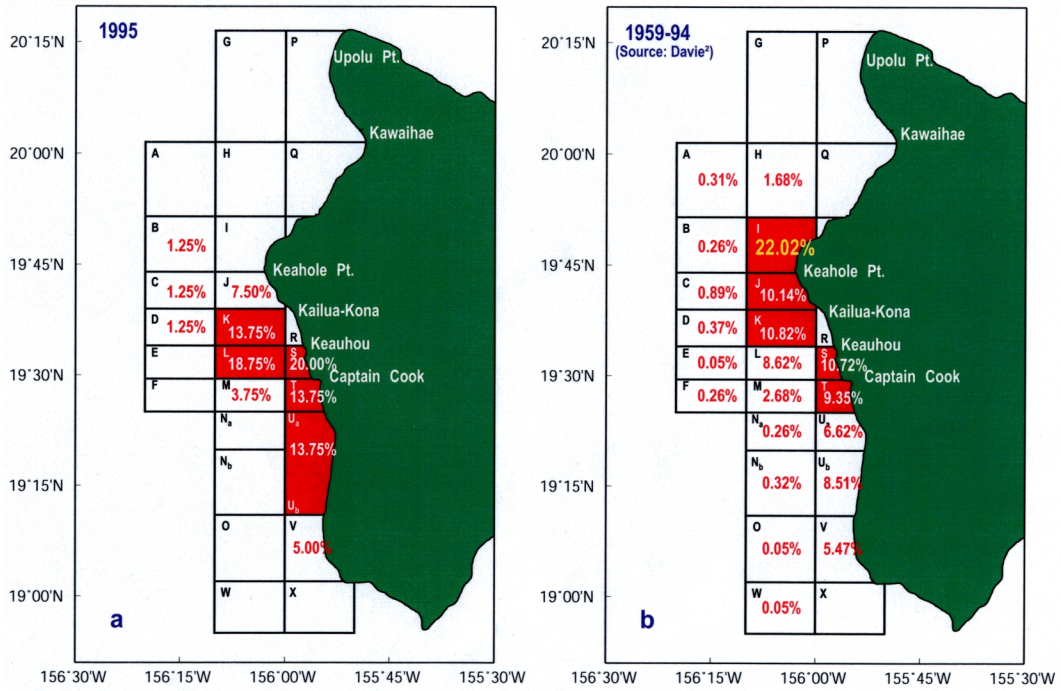 1995
20°15'N
20°00'N
19°45'N
19°30'N
19°15'N
19°00'N
156°30'W 156°15'W 156°00'W 155°45'W 155°30'W
G P
Upolu Pt.
Kawaihae
A H Q
B I
1.25%
Keahole Pt.
C J
1.25% 7.50%
Kailua-Kona
D K
1.25% 13.75%
R
Keauhou
E L S
18.75% 20.00%
Captain Cook
F M T
3.75% 13.75%
Na Ua
13.75%
Nb
Ub
O V
5.00%
W X
a
1959-94
(Source: Davie²)
20°15'N
20°00'N
19°45'N
19°30'N
19°15'N
19°00'N
156°30'W 156°15'W 156°00'W 155°45'W 155°30'W
G P
Upolu Pt.
Kawaihae
A H Q
0.31% 1.68%
B I
0.26% 22.02%
Keahole Pt.
C J
0.89% 10.14%
Kailua-Kona
D K
0.37% 10.82%
R
Keauhou
E L S
0.05% 8.62% 10.72%
Captain Cook
F M T
0.26% 2.68% 9.35%
Na Ua
0.26% 6.62%
Nb Ub
0.32% 8.51%
O V
0.05% 5.47%
W X
0.05%
b